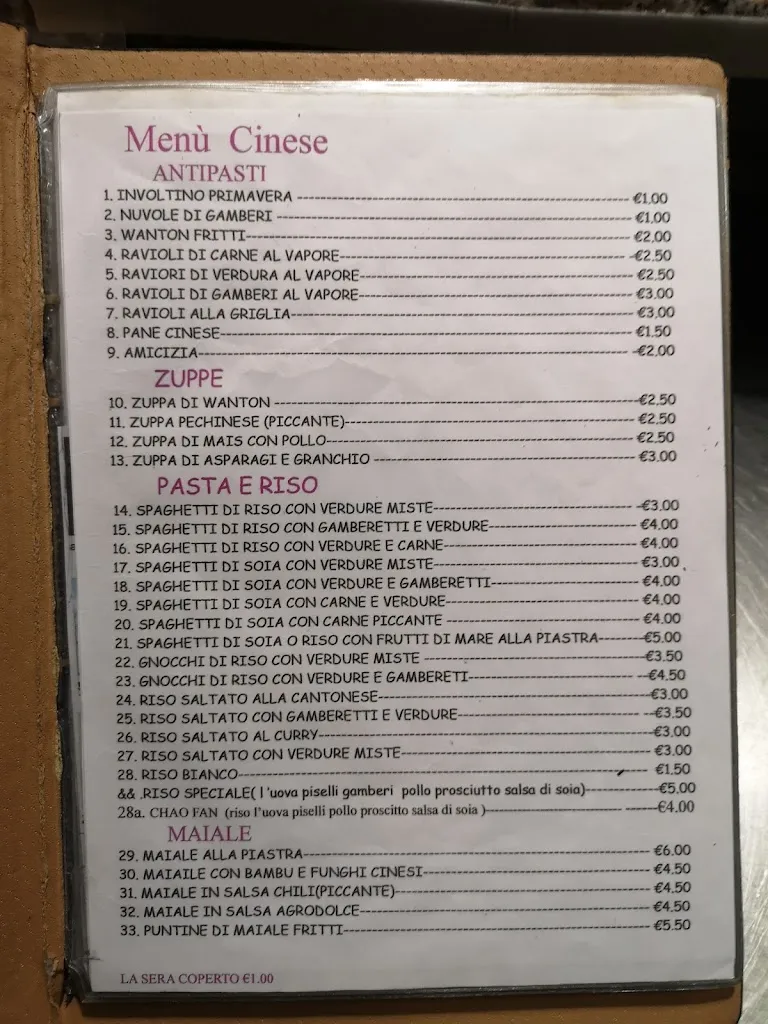 Menù Cinese
ANTIPASTI
1. INVOLTINO PRIMAVERA ---------- €1.00
2. NUVOLE DI GAMBERI ---------- €1.00
3. WANTON FRITTI---------- €2.00
4. RAVIOLI DI CARNE AL VAPORE---------- -€2.50
5. RAVIORI DI VERDURA AL VAPORE---------- €2.50
6. RAVIOLI DI GAMBERI AL VAPORE---------- €3.00
7. RAVIOLI ALLA GRIGLIA---------- €3.00
8. PANE CINESE---------- €1.50
9. AMICIZIA---------- -€2.00
ZUPPE
10. ZUPPA DI WANTON ----------€2.50
11. ZUPPA PECHINESE (PICCANTE)----------€2.50
12. ZUPPA DI MAIS CON POLLO----------€2.50
13. ZUPPA DI ASPARAGI E GRANCHIO ---------- €3.00
PASTA E RISO
14. SPAGHETTI DI RISO CON VERDURE MISTE---------- -€3.00
15. SPAGHETTI DI RISO CON GAMBERETTI E VERDURE---------- €4.00
16. SPAGHETTI DI RISO CON VERDURE E CARNE---------- €4.00
17. SPAGHETTI DI SOIA CON VERDURE MISTE----------€3.00
18. SPAGHETTI DI SOIA CON VERDURE E GAMBERETTI---------- €4.00
19. SPAGHETTI DI SOIA CON CARNE E VERDURE---------- €4.00
20. SPAGHETTI DI SOIA CON CARNE PICCANTE ---------- €4.00
21. SPAGHETTI DI SOIA O RISO CON FRUTTI DI MARE ALLA PIASTRA--------€5.00
22. GNOCCHI DI RISO CON VERDURE MISTE ----------€3.50
23. GNOCCHI DI RISO CON VERDURE E GAMBERETI---------- --€4.50
24. RISO SALTATO ALLA CANTONESE----------€3.00
25. RISO SALTATO CON GAMBERETTI E VERDURE---------- --€3.50
26. RISO SALTATO AL CURRY----------€3.00
27. RISO SALTATO CON VERDURE MISTE---------- €3.00
28. RISO BIANCO---------- €1.50
&& .RISO SPECIALE( l 'uova piselli gamberi pollo prosciutto salsa di soia)----------€5.00
28a. CHAO FAN (riso l'uova piselli pollo proscitto salsa di soia )---------- ------€4.00
MAIALE
29. MAIALE ALLA PIASTRA---------- €6.00
30. MAIAILE CON BAMBU E FUNGHI CINESI---------- €4.50
31. MAIALE IN SALSA CHILI(PICCANTE)---------- €4.50
32. MAIALE IN SALSA AGRODOLCE---------- €4.50
33. PUNTINE DI MAIALE FRITTI---------- €5.50
LA SERA COPERTO €1.00